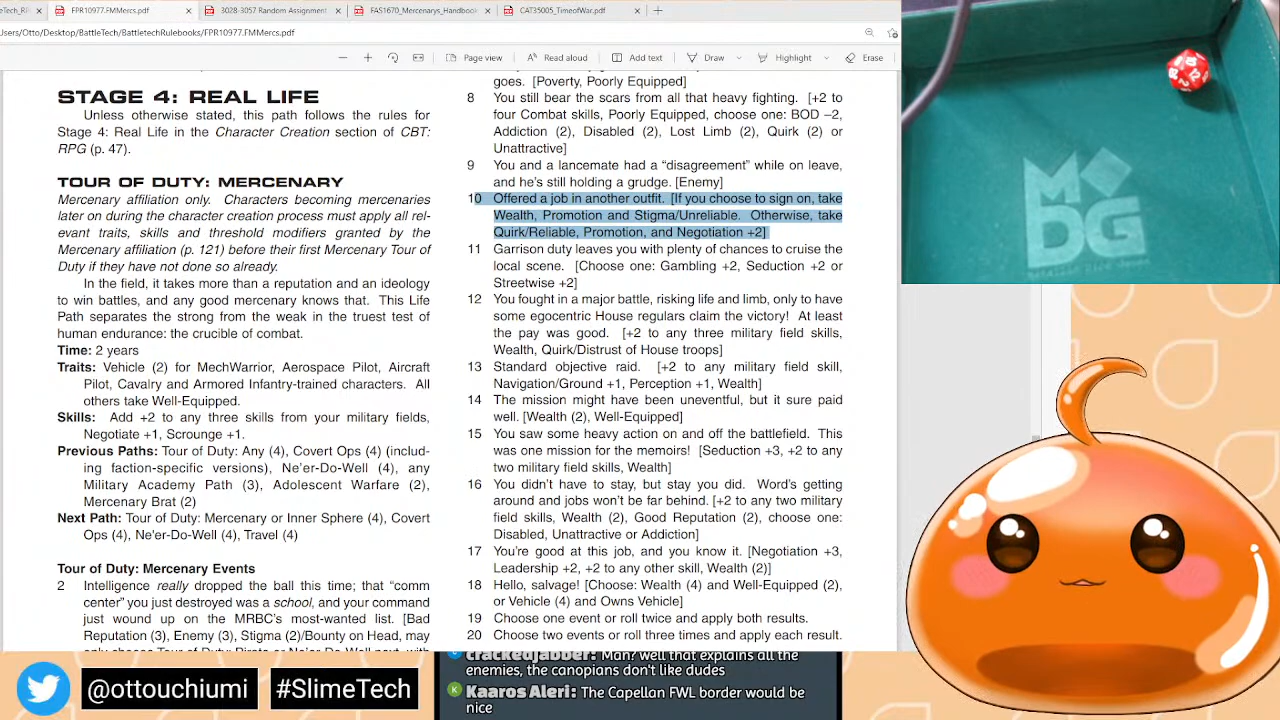 eTech_R
FPR10977.FMMercs.pdf
3028-3057 Random Assignment
FAS1670_Mercenarys_Handbook
CAT35005_TimeofWar.pdf
Jsers/Otto/Desktop/BattleTech/BattletechRulebooks/FPR10977.FMMercs.pdf
Page view
Read aloud
Add text
Draw
Highlight
Erase
STAGE 4: REAL LIFE
Unless otherwise stated, this path follows the rules for
Stage 4: Real Life in the Character Creation section of CBT:
RPG (p. 47).
TOUR OF DUTY: MERCENARY
Mercenary affiliation only. Characters becoming mercenaries
later on during the character creation process must apply all rel-
evant traits, skills and threshold modifiers granted by the
Mercenary affiliation (p. 121) before their first Mercenary Tour of
Duty if they have not done so already.
In the field, it takes more than a reputation and an ideology
to win battles, and any good mercenary knows that. This Life
Path separates the strong from the weak in the truest test of
human endurance: the crucible of combat.
Time: 2 years
Traits: Vehicle (2) for MechWarrior, Aerospace Pilot, Aircraft
Pilot, Cavalry and Armored Infantry-trained characters. All
others take Well-Equipped.
Skills: Add +2 to any three skills from your military fields,
Negotiate +1, Scrounge +1.
Previous Paths: Tour of Duty: Any (4), Covert Ops (4) (includ-
ing faction-specific versions), Ne'er-Do-Well (4), any
Military Academy Path (3), Adolescent Warfare (2),
Mercenary Brat (2)
Next Path: Tour of Duty: Mercenary or Inner Sphere (4), Covert
Ops (4), Ne'er-Do-Well (4), Travel (4)
Tour of Duty: Mercenary Events
2 Intelligence really dropped the ball this time; that "comm
center" you just destroyed was a school, and your command
just wound up on the MRBC's most-wanted list. [Bad
Reputation (3), Enemy (3), Stigma (2)/Bounty on Head, may
goes. [Poverty, Poorly Equipped]
8 You still bear the scars from all that heavy fighting. [+2 to
four Combat skills, Poorly Equipped, choose one: BOD –2,
Addiction (2), Disabled (2), Lost Limb (2), Quirk (2) or
Unattractive]
9 You and a lancemate had a "disagreement" while on leave,
and he's still holding a grudge. [Enemy]
10 Offered a job in another outfit. [If you choose to sign on, take
Wealth, Promotion and Stigma/Unreliable. Otherwise, take
Quirk/Reliable, Promotion, and Negotiation +2]
11 Garrison duty leaves you with plenty of chances to cruise the
local scene. [Choose one: Gambling +2, Seduction +2 or
Streetwise +2]
12 You fought in a major battle, risking life and limb, only to have
some egocentric House regulars claim the victory! At least
the pay was good. [+2 to any three military field skills,
Wealth, Quirk/Distrust of House troops]
13 Standard objective raid. [+2 to any military field skill,
Navigation/Ground +1, Perception +1, Wealth]
14 The mission might have been uneventful, but it sure paid
well. [Wealth (2), Well-Equipped]
15 You saw some heavy action on and off the battlefield. This
was one mission for the memoirs! [Seduction +3, +2 to any
two military field skills, Wealth]
16 You didn't have to stay, but stay you did. Word's getting
around and jobs won't be far behind. [+2 to any two military
field skills, Wealth (2), Good Reputation (2), choose one:
Disabled, Unattractive or Addiction]
17 You're good at this job, and you know it. [Negotiation +3,
Leadership +2, +2 to any other skill, Wealth (2)]
18 Hello, salvage! [Choose: Wealth (4) and Well-Equipped (2),
or Vehicle (4) and Owns Vehicle]
19 Choose one event or roll twice and apply both results.
20 Choose two events or roll three times and apply each result.
MDG
@ottouchiumi
#SlimeTech
crackedjabber: Man? well that explains all the
enemies, the canopians don't like dudes
K Kaaros Aleri: The Capellan FWL border would be
nice